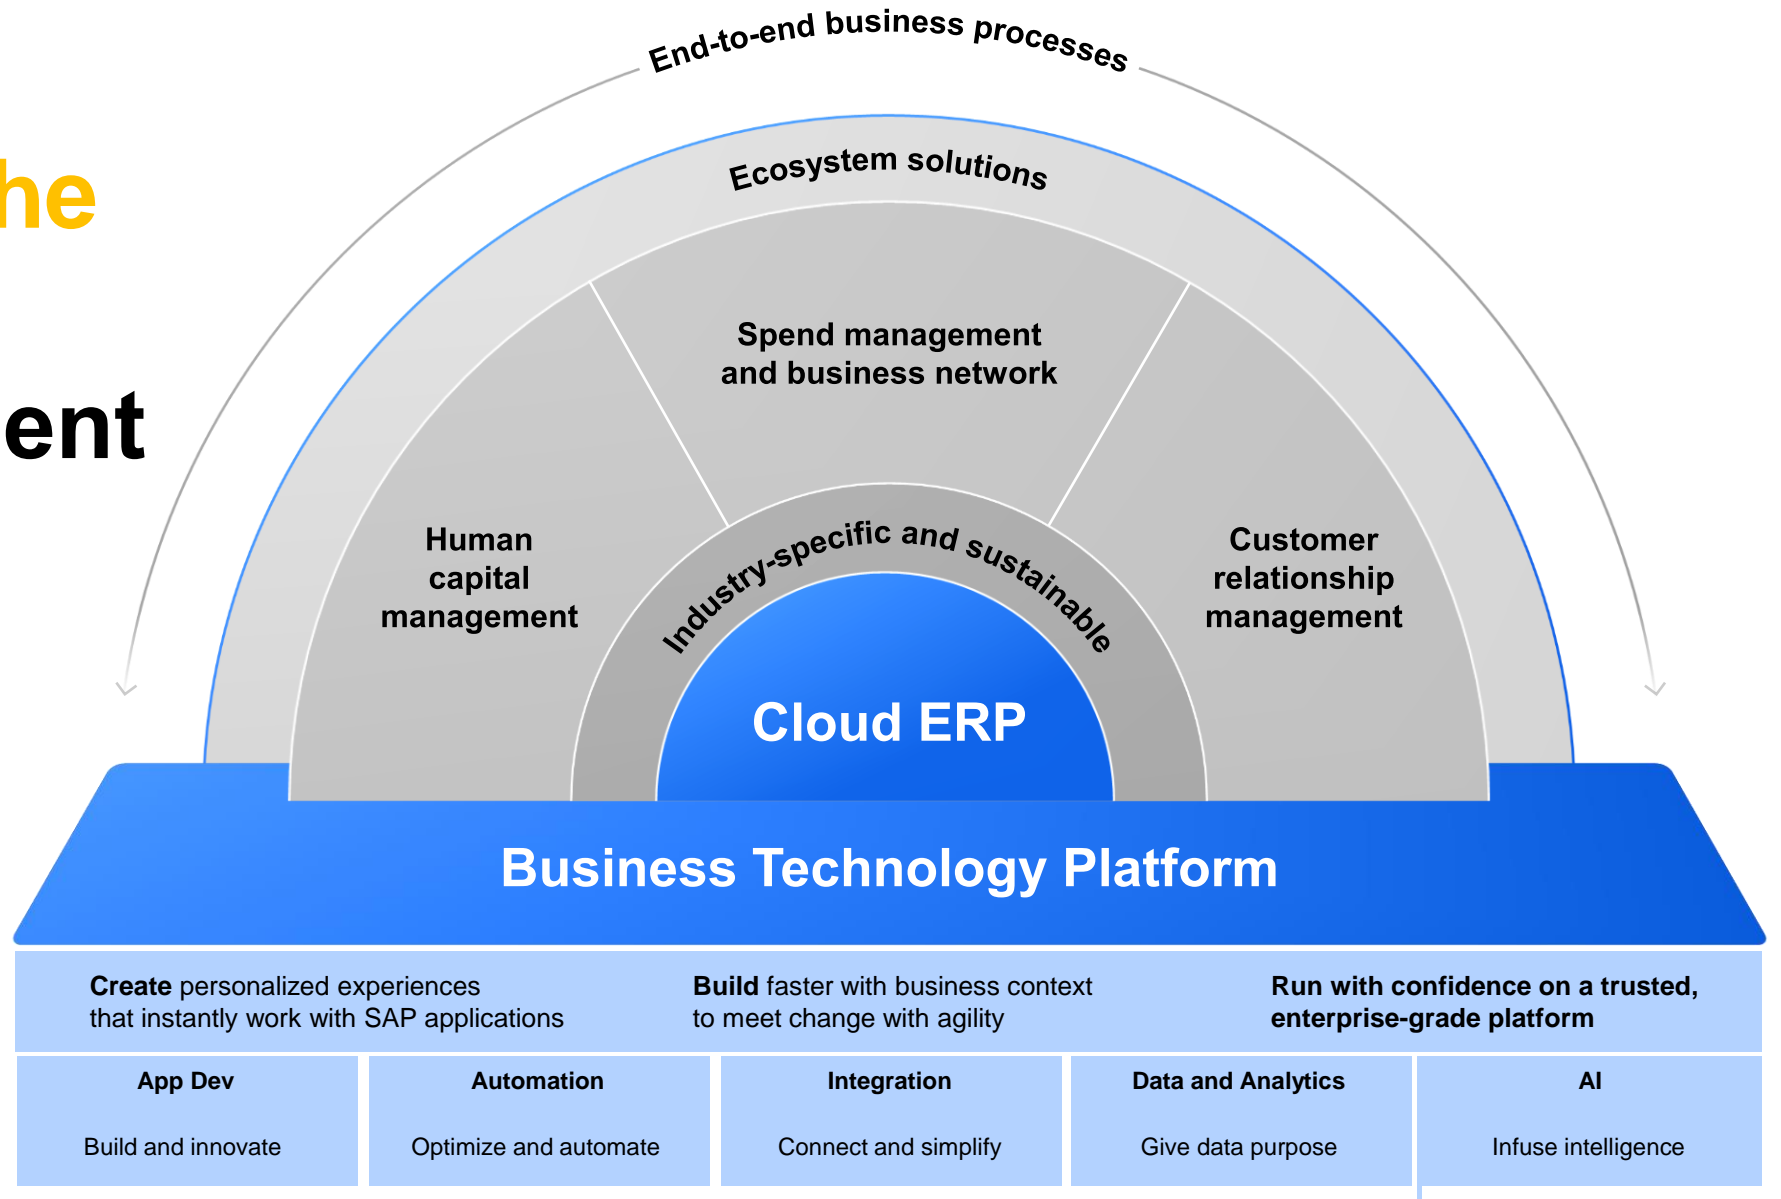 End-to-end business processes
he
ent
Ecosystem solutions
Spend management
and business network
Human
capital
management
Customer
relationship
management
Industry-specific and sustainable
Cloud ERP
Business Technology Platform
Create personalized experiences
that instantly work with SAP applications
Build faster with business context
to meet change with agility
Run with confidence on a trusted,
enterprise-grade platform
App Dev
Build and innovate
Automation
Optimize and automate
Integration
Connect and simplify
Data and Analytics
Give data purpose
AI
Infuse intelligence